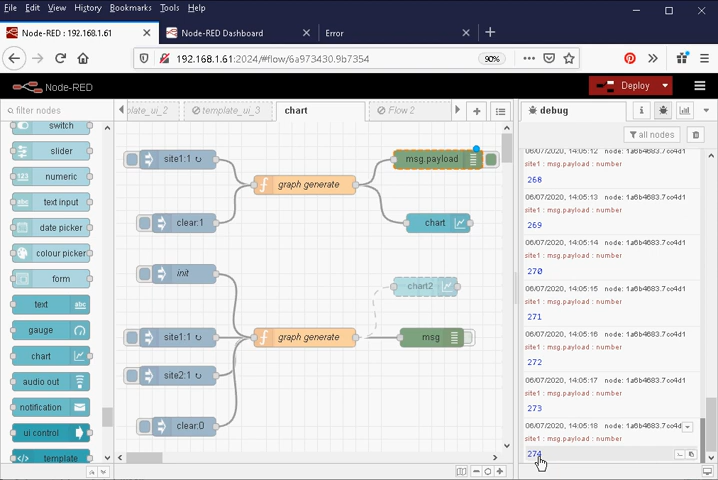 File Edit View History Bookmarks Tools Help
Node-RED : 192.168.1.61
Node-RED Dashboard
Error
192.168.1.61:2024/#flow/6a973430.9b7354
90%
Node-RED
Deploy
filter nodes
template_ui_3
chart
Flow 2
debug
all nodes
switch
slider
numeric
text input
date picker
colour picker
form
text
gauge
chart
audio out
notification
ui control
template
site1:1 ↻
clear:1
graph generate
msg.payload
chart
init
site1:1 ↻
site2:1 ↻
clear:0
graph generate
chart2
msg
06/07/2020, 14:05:12 node: 1a6b4683.7cc4d1
site1 : msg.payload : number
268
06/07/2020, 14:05:13 node: 1a6b4683.7cc4d1
site1 : msg.payload : number
269
06/07/2020, 14:05:14 node: 1a6b4683.7cc4d1
site1 : msg.payload : number
270
06/07/2020, 14:05:15 node: 1a6b4683.7cc4d1
site1 : msg.payload : number
271
06/07/2020, 14:05:16 node: 1a6b4683.7cc4d1
site1 : msg.payload : number
272
06/07/2020, 14:05:17 node: 1a6b4683.7cc4d1
site1 : msg.payload : number
273
06/07/2020, 14:05:18 node: 1a6b4683.7cc4d
site1 : msg.payload : number
274